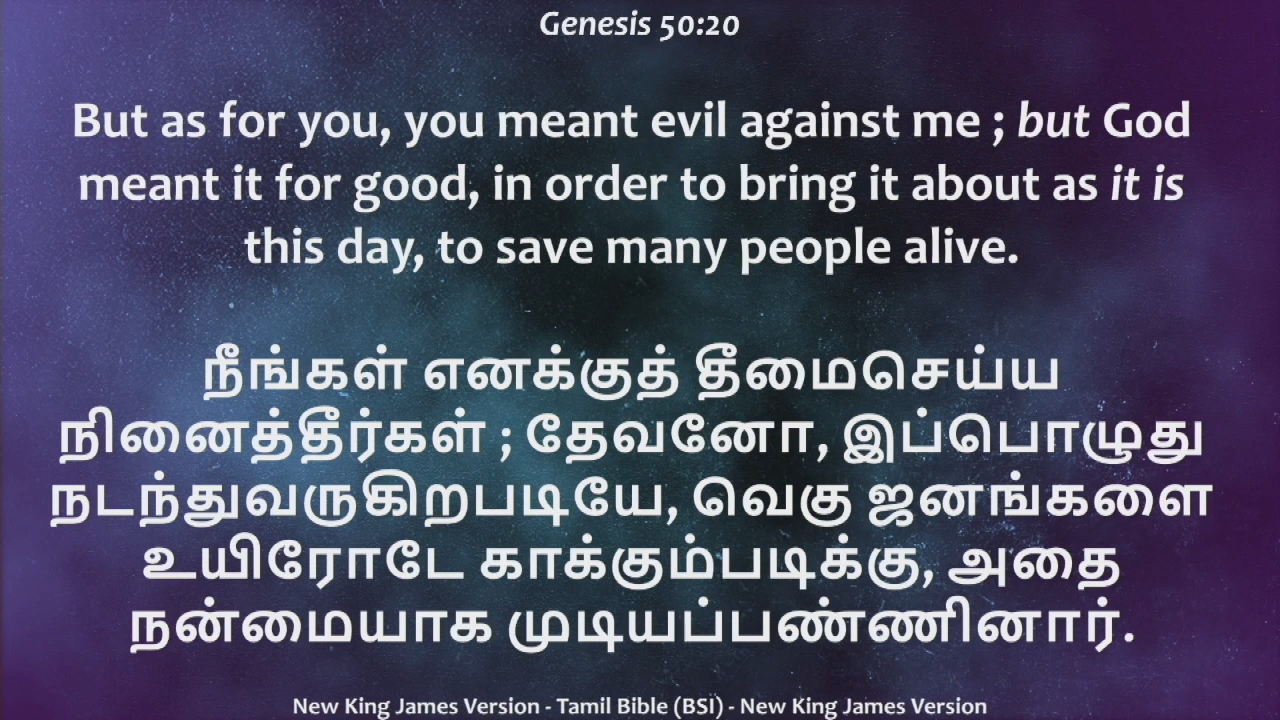 Genesis 50:20
But as for you, you meant evil against me ; but God
meant it for good, in order to bring it about as it is
this day, to save many people alive.
நீங்கள் எனக்குத் தீமைசெய்ய
நினைத்தீர்கள் ; தேவனோ, இப்பொழுது
நடந்துவருகிறபடியே, வெகு ஜனங்களை
உயிரோடே காக்கும்படிக்கு, அதை
நன்மையாக முடியப்பண்ணினார்.
New King James Version - Tamil Bible (BSI) - New King James Version